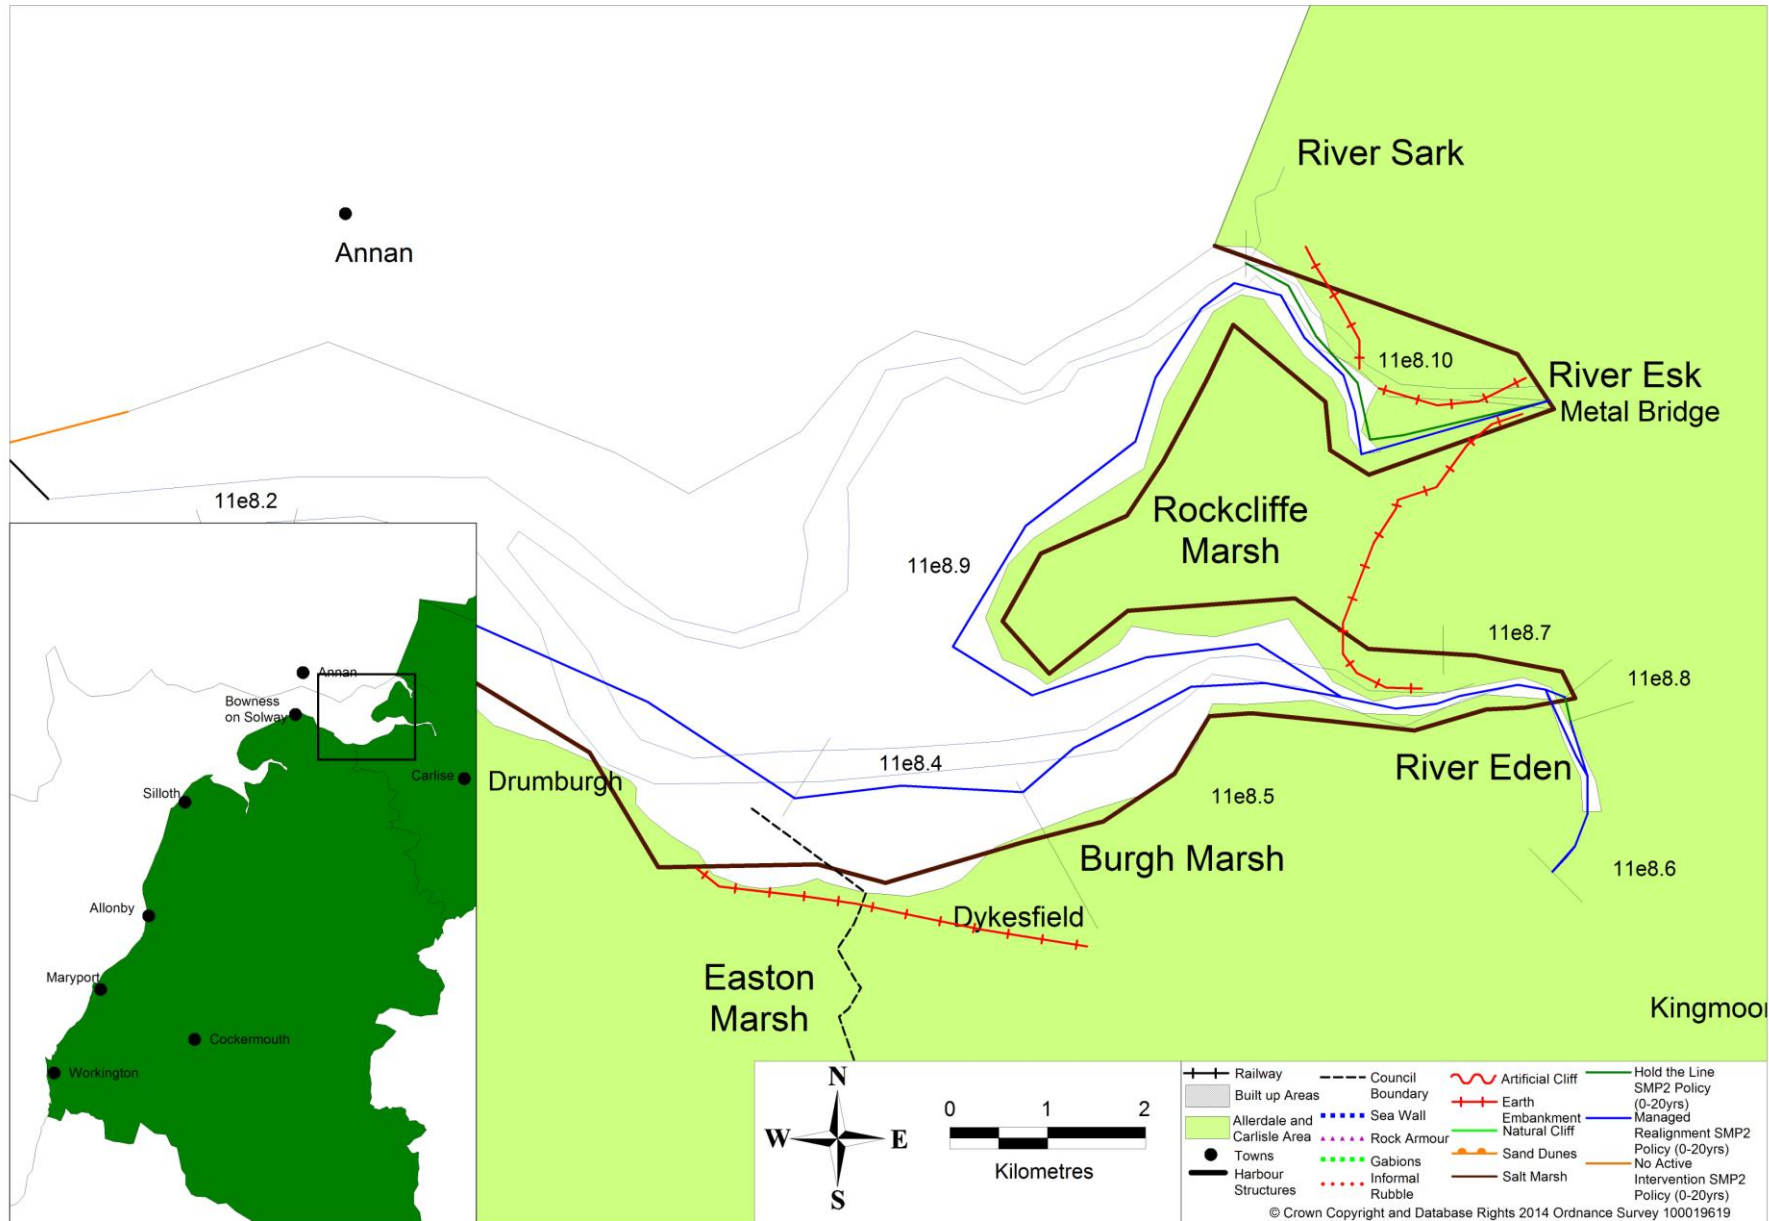 River Sark
Annan
11e8.10
River Esk
Metal Bridge
11e8.2
Rockcliffe
Marsh
11e8.9
11e8.7
11e8.8
11e8.4
River Eden
Drumburgh
11e8.5
Burgh Marsh
11e8.6
Dykesfield
Easton
Marsh
Kingmoor
Annan
Bowness
on Solway
Carlise
Silloth
Allonby
Maryport
Cockermouth
Workington
N
W E
S
0 1 2
Kilometres
Railway
Built up Areas
Allerdale and
Carlisle Area
Towns
Harbour
Structures
Council
Boundary
Sea Wall
Rock Armour
Gabions
Informal
Rubble
Artificial Cliff
Earth
Embankment
Natural Cliff
Sand Dunes
Salt Marsh
Hold the Line
SMP2 Policy
(0-20yrs)
Managed
Realignment SMP2
Policy (0-20yrs)
No Active
Intervention SMP2
Policy (0-20yrs)
© Crown Copyright and Database Rights 2014 Ordnance Survey 100019619